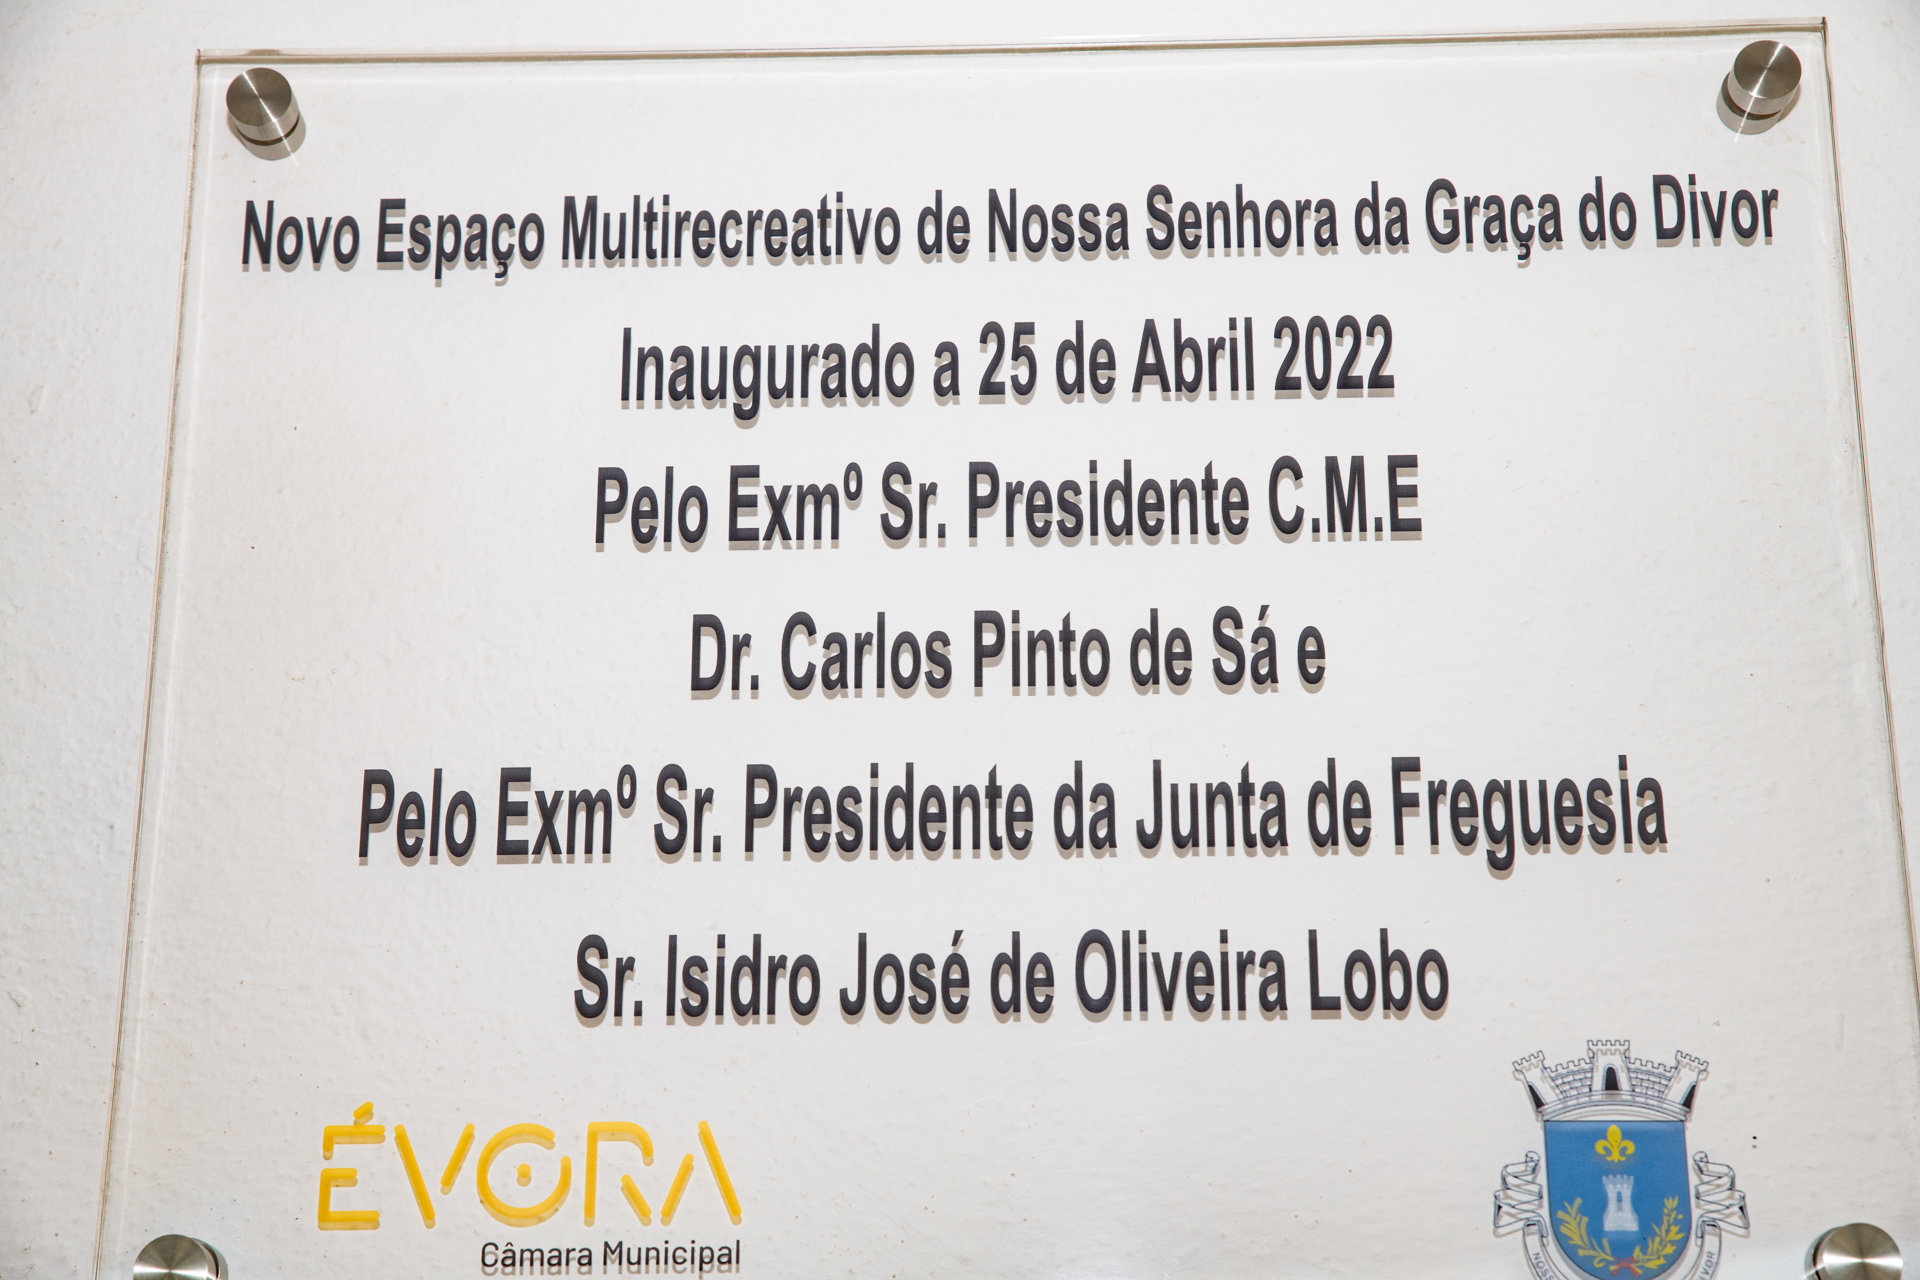 Novo Espaço Multirecreativo de Nossa Senhora da Graça do Divor
Inaugurado a 25 de Abril 2022
Pelo Exmº Sr. Presidente C.M.E
Dr. Carlos Pinto de Sá e
Pelo Exmº Sr. Presidente da Junta de Freguesia
Sr. Isidro José de Oliveira Lobo
ÉVORA
Câmara Municipal